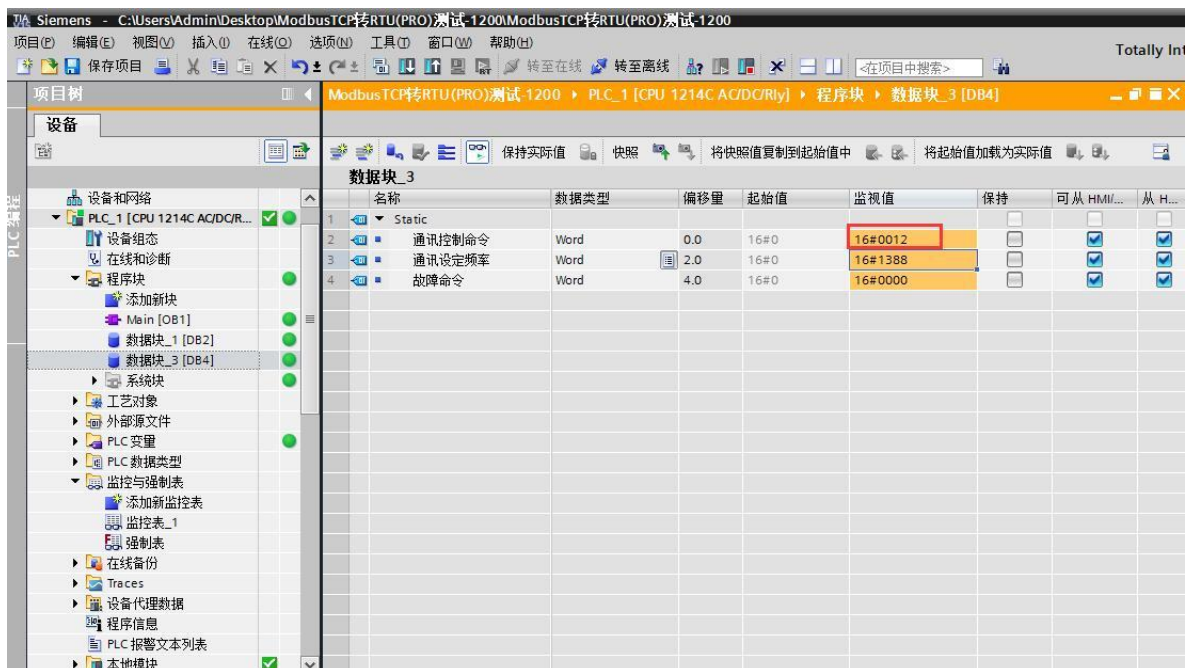 Siemens - C:\Users\Admin\Desktop\ModbusTCP转RTU(PRO)测试-1200\ModbusTCP转RTU(PRO)测试-1200
项目(P) 编辑(E) 视图(V) 插入(I) 在线(O) 选项(N) 工具(T) 窗口(W) 帮助(H)
Totally Int
保存项目 转至在线 转至离线 <在项目中搜索>
项目树
ModbusTCP转RTU(PRO)测试-1200 PLC_1 [CPU 1214C AC/DC/Rly] 程序块 数据块_3 [DB4]
设备
保持实际值 快照 将快照值复制到起始值中 将起始值加载为实际值
数据块_3
名称 数据类型 偏移量 起始值 监视值 保持 可从 HMI/... 从 H...
1 Static
2 通讯控制命令 Word 0.0 16#0 16#0012
3 通讯设定频率 Word 2.0 16#0 16#1388
4 故障命令 Word 4.0 16#0 16#0000
PLC 编程
设备和网络
PLC_1 [CPU 1214C AC/DC/R...
设备组态
在线和诊断
程序块
添加新块
Main [OB1]
数据块_1 [DB2]
数据块_3 [DB4]
系统块
工艺对象
外部源文件
PLC 变量
PLC 数据类型
监控与强制表
添加新监控表
监控表_1
强制表
在线备份
Traces
设备代理数据
程序信息
PLC 报警文本列表
本地模块